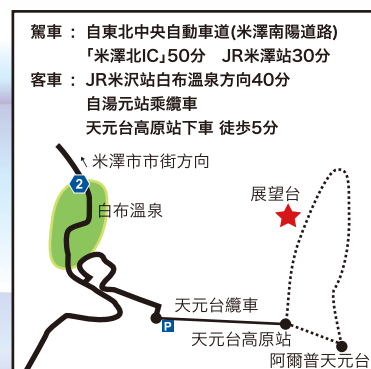 駕車 : 自東北中央自動車道(米澤南陽道路)
「米澤北IC」50分 JR米澤站30分
客車 : JR米沢站白布溫泉方向40分
自湯元站乘纜車
天元台高原站下車 徒步5分
米澤市市街方向
2
白布溫泉
展望台
天元台纜車
P
天元台高原站
阿爾普天元台